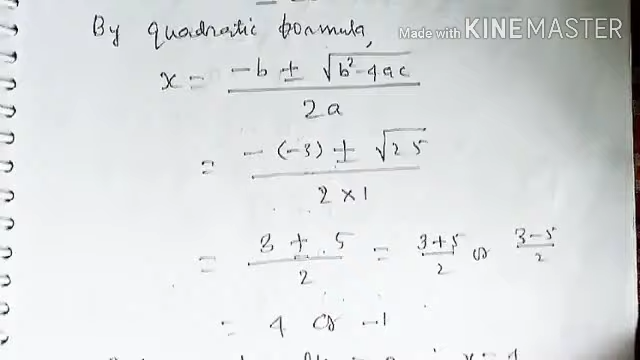 By quadratic formula,
Made with KINEMASTER
x = -b ± √b²-4ac / 2a
= -(-3) ± √25 / 2×1
= 3 ± 5 / 2 = 3+5 / 2 or 3-5 / 2
= 4 or -1